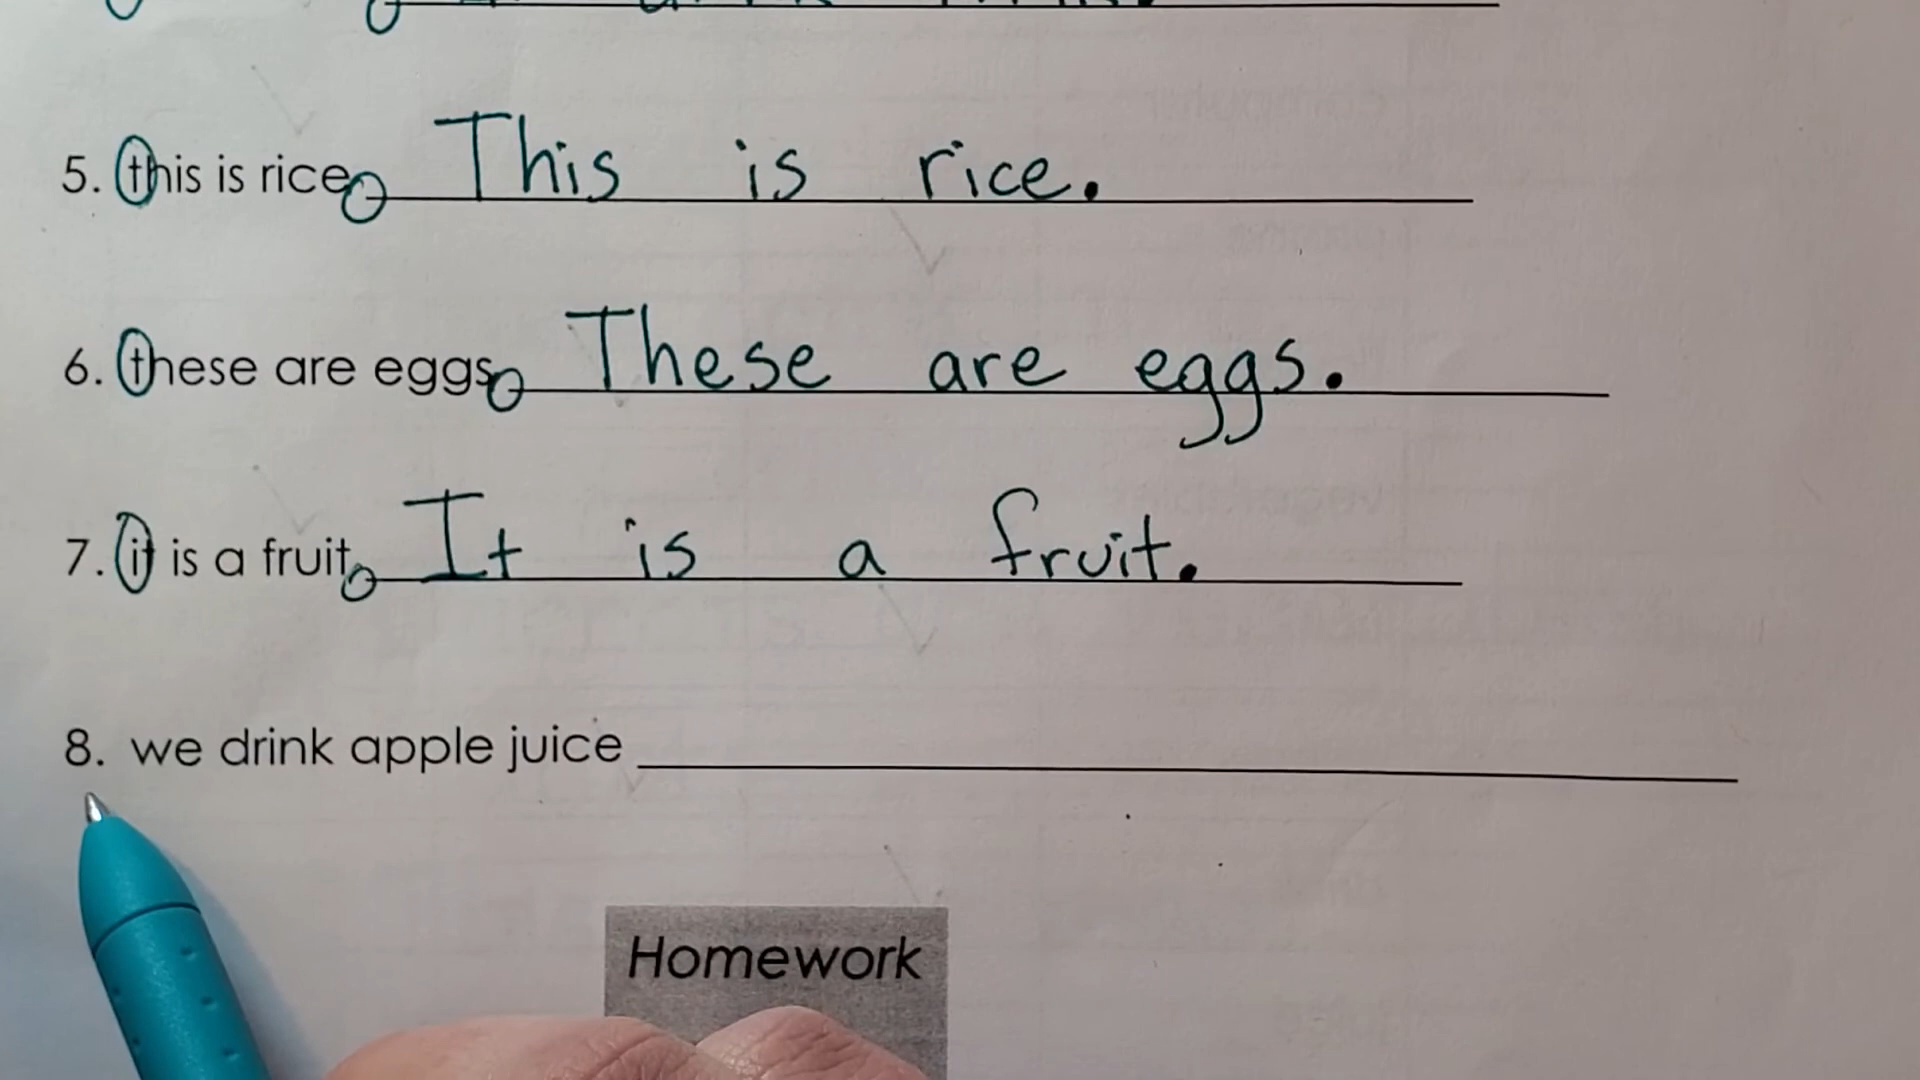 5. this is rice This is rice.
6. these are eggs These are eggs.
7. it is a fruit It is a fruit.
8. we drink apple juice
Homework